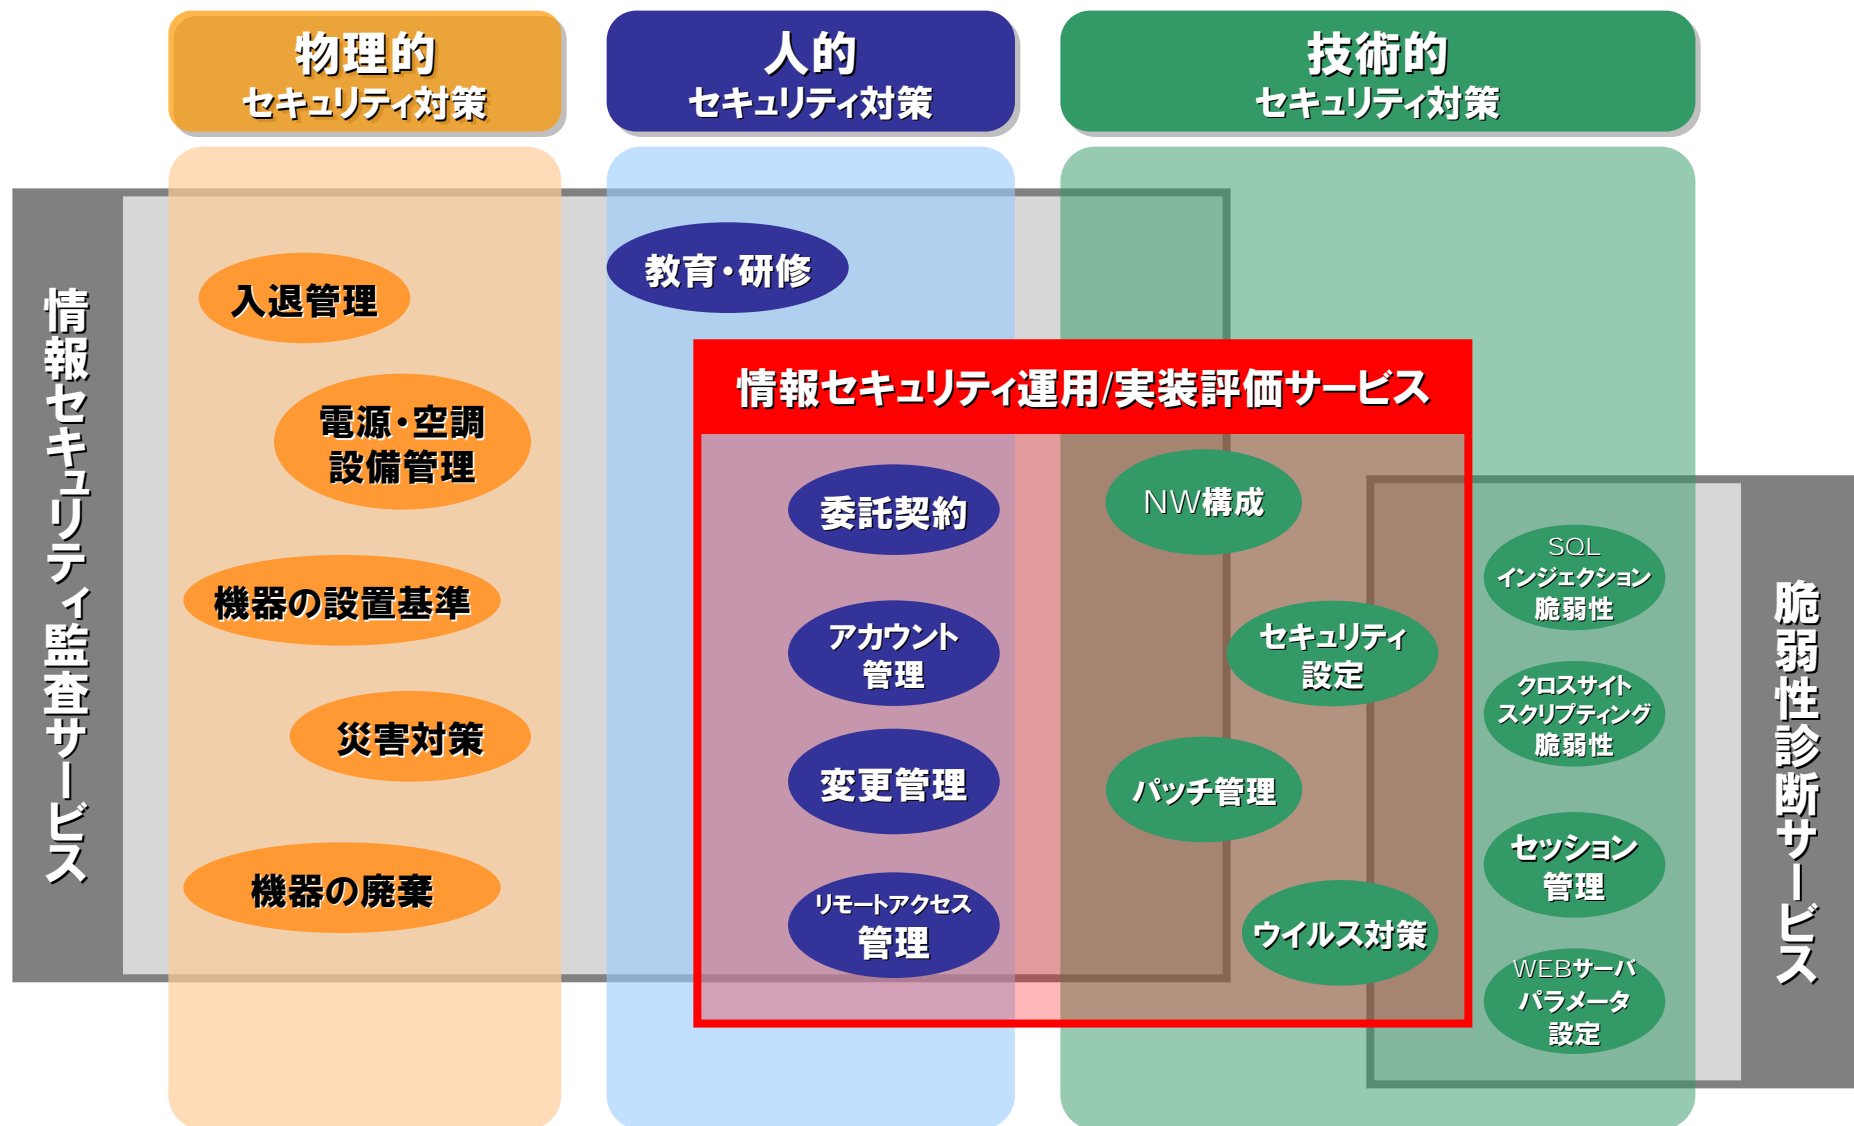 物理的
セキュリティ対策
人的
セキュリティ対策
技術的
セキュリティ対策
情報セキュリティ監査サービス
入退管理
電源・空調
設備管理
機器の設置基準
災害対策
機器の廃棄
教育・研修
情報セキュリティ運用/実装評価サービス
委託契約
アカウント
管理
変更管理
リモートアクセス
管理
NW構成
セキュリティ
設定
パッチ管理
ウイルス対策
SQL
インジェクション
脆弱性
クロスサイト
スクリプティング
脆弱性
セッション
管理
WEBサーバ
パラメータ
設定
脆弱性診断サービス